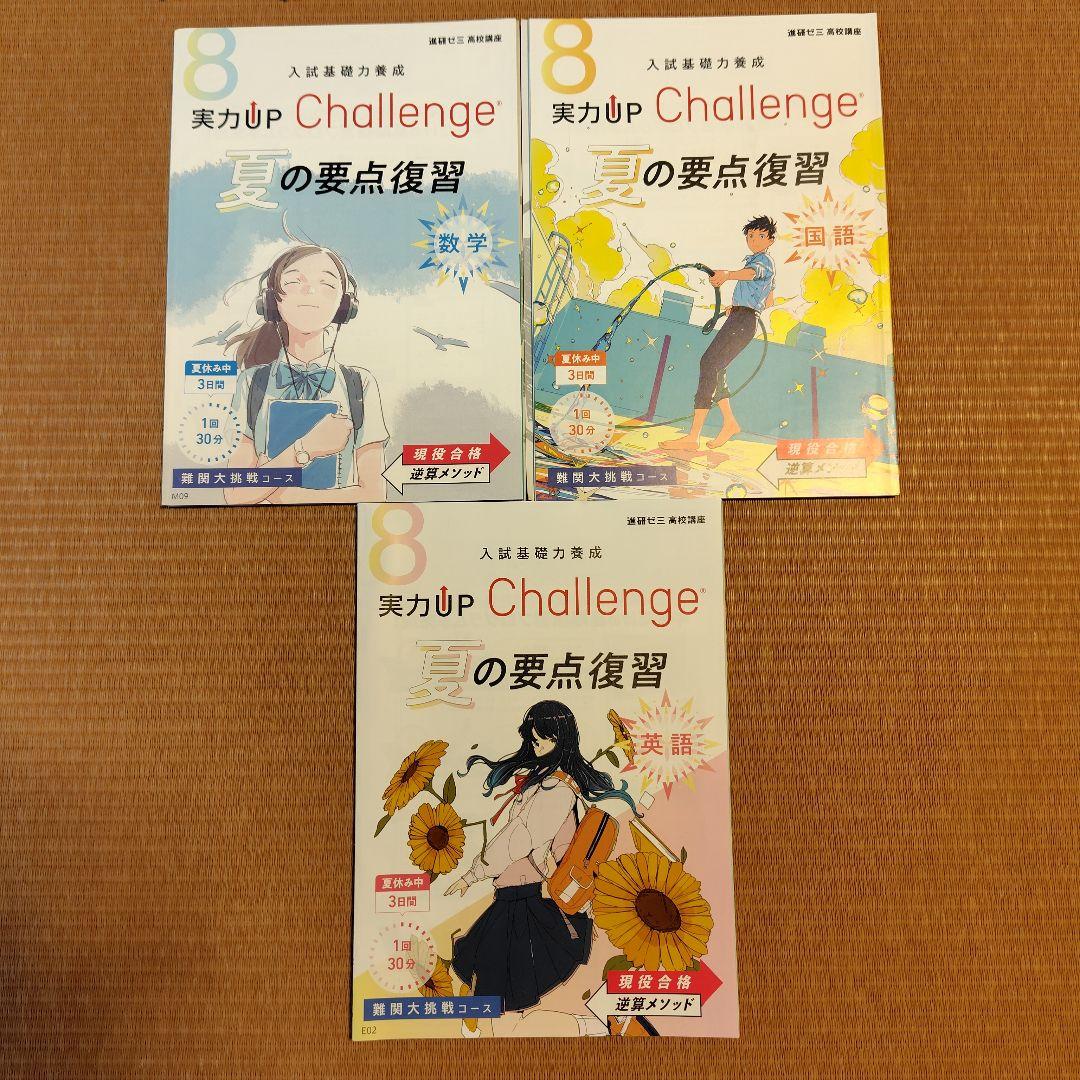 8
進研ゼミ 高校講座
入試基礎力養成
実力UP Challenge®
夏の要点復習
数学
夏休み中
3日間
1回
30分
現役合格
逆算メソッド
難関大挑戦コース
M09
8
進研ゼミ 高校講座
入試基礎力養成
実力UP Challenge®
夏の要点復習
国語
夏休み中
3日間
1回
30分
現役合格
逆算メソッド
難関大挑戦コース
8
進研ゼミ 高校講座
入試基礎力養成
実力UP Challenge®
夏の要点復習
英語
夏休み中
3日間
1回
30分
現役合格
逆算メソッド
難関大挑戦コース
E02